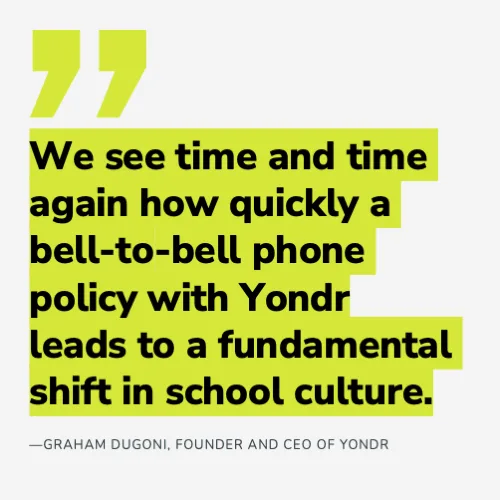 ”
We see time and time
again how quickly a
bell-to-bell phone
policy with Yondr
leads to a fundamental
shift in school culture.
—GRAHAM DUGONI, FOUNDER AND CEO OF YONDR